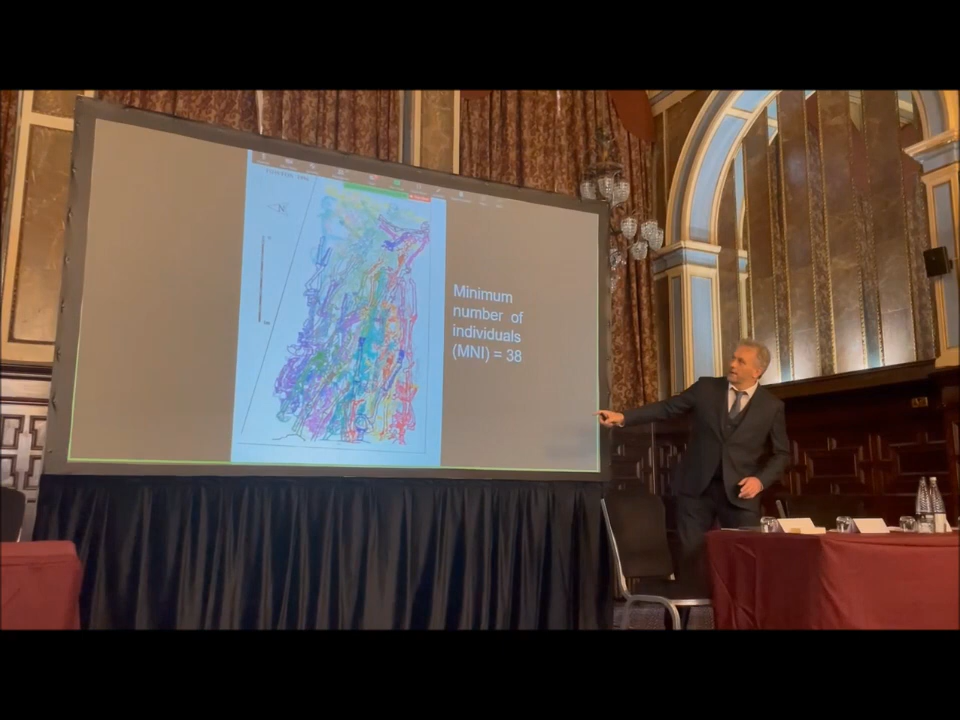 Minimum
number of
individuals
(MNI) = 38
N